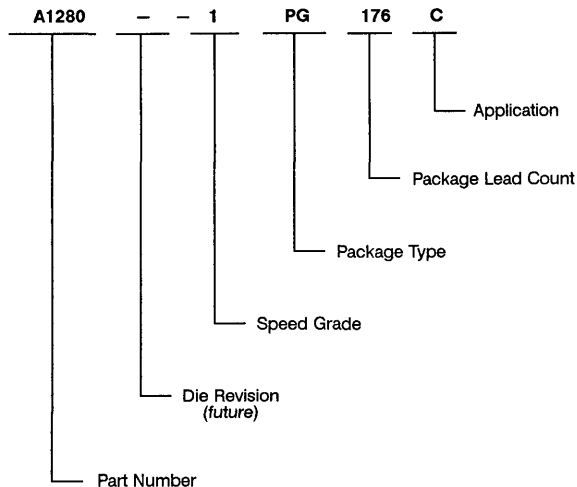 A1280 – – 1 PG 176 C
Application
Package Lead Count
Package Type
Speed Grade
Die Revision
(future)
Part Number